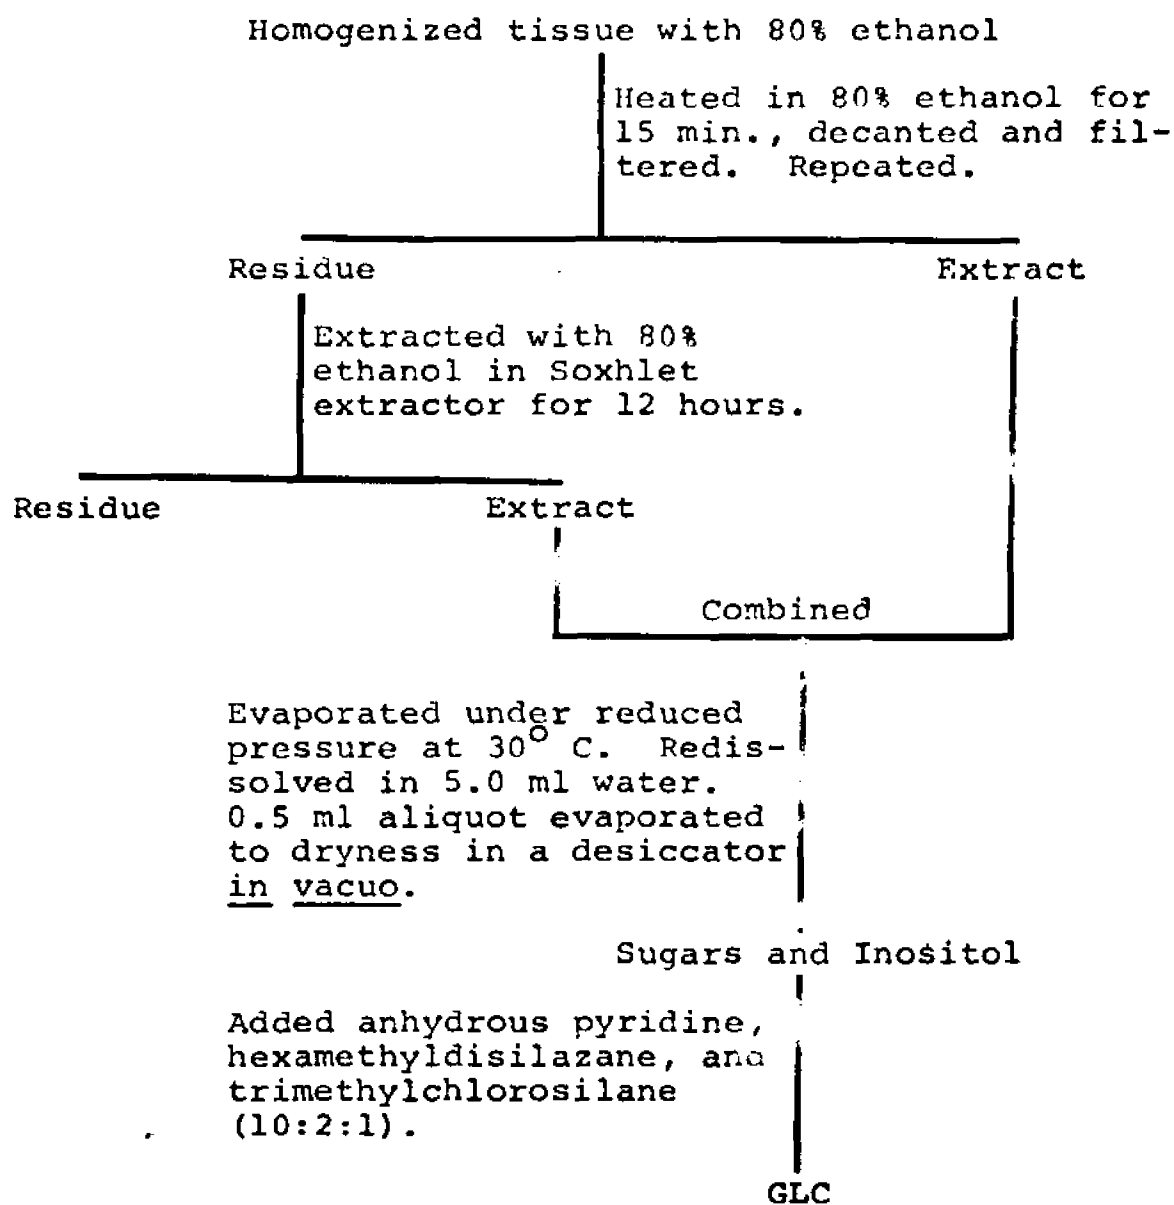 Homogenized tissue with 80% ethanol
Heated in 80% ethanol for
15 min., decanted and fil-
tered. Repeated.
Residue
Extract
Extracted with 80%
ethanol in Soxhlet
extractor for 12 hours.
Residue
Extract
Combined
Evaporated under reduced
pressure at 30° C. Redis-
solved in 5.0 ml water.
0.5 ml aliquot evaporated
to dryness in a desiccator
in vacuo.
Sugars and Inositol
Added anhydrous pyridine,
hexamethyldisilazane, and
trimethylchlorosilane
(10:2:1).
GLC